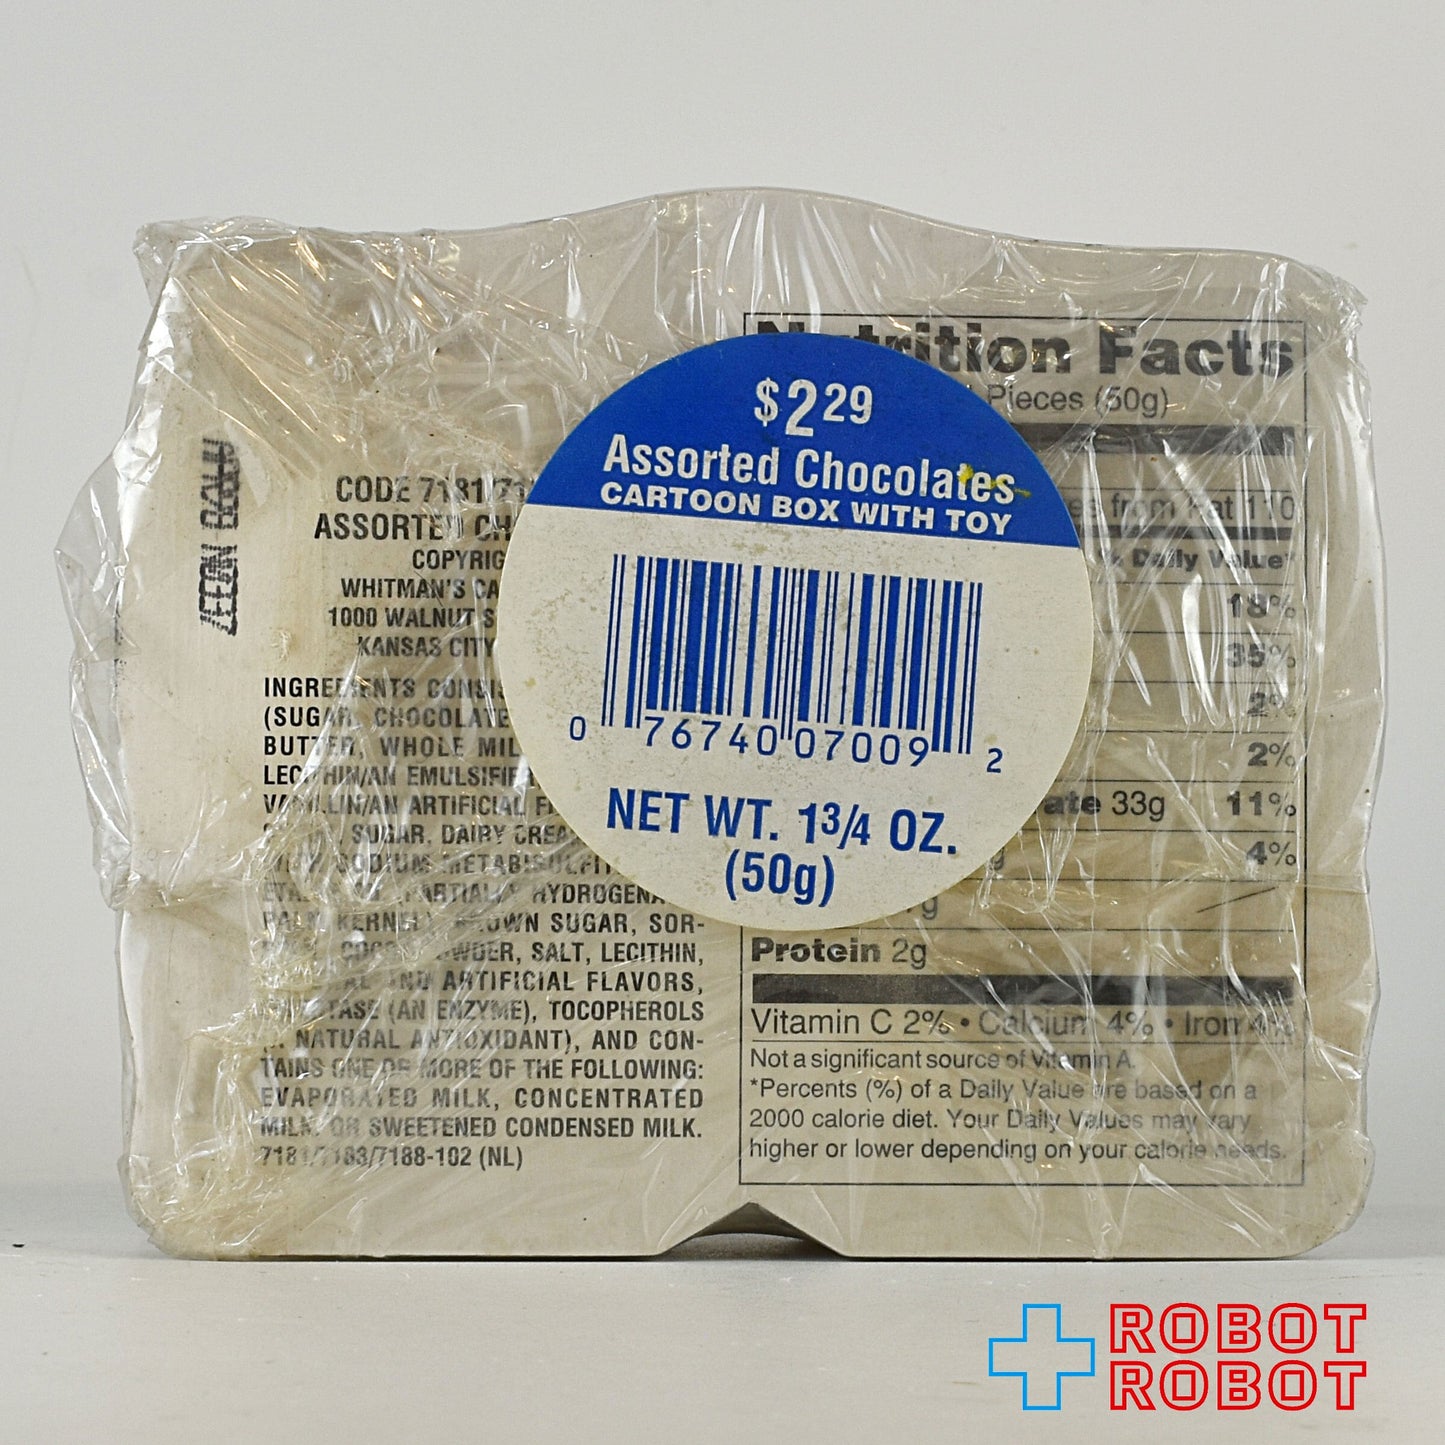 $2.29
Assorted Chocolates
CARTOON BOX WITH TOY
0 76740 07009 2
NET WT. 1 3/4 OZ.
(50g)
CODE 7181/71
ASSORTED CH
COPYRIG
WHITMAN'S CA
1000 WALNUT S
KANSAS CITY
INGREDIENTS CONSIS
(SUGAR, CHOCOLATE
BUTTER, WHOLE MIL
LECITHIN/AN EMULSIFIE
VANILLIN/AN ARTIFICIAL F
SUGAR, DAIRY CREA
SODIUM METABISULFIT
(PARTIALLY HYDROGENA
PALM KERNEL), BROWN SUGAR, SOR-
COCOA POWDER, SALT, LECITHIN,
AND ARTIFICIAL FLAVORS,
(AN ENZYME), TOCOPHEROLS
NATURAL ANTIOXIDANT), AND CON-
TAINS ONE OR MORE OF THE FOLLOWING:
EVAPORATED MILK, CONCENTRATED
MILK, OR SWEETENED CONDENSED MILK.
7181/7183/7188-102 (NL)
Nutrition Facts
Pieces (50g)
es from Fat 110
% Daily Value*
18%
35%
2%
2%
ate 33g 11%
g 4%
7g
Protein 2g
Vitamin C 2% • Calcium 4% • Iron 4%
Not a significant source of Vitamin A.
*Percents (%) of a Daily Value are based on a
2000 calorie diet. Your Daily Values may vary
higher or lower depending on your calorie needs.
ROBOT
ROBOT